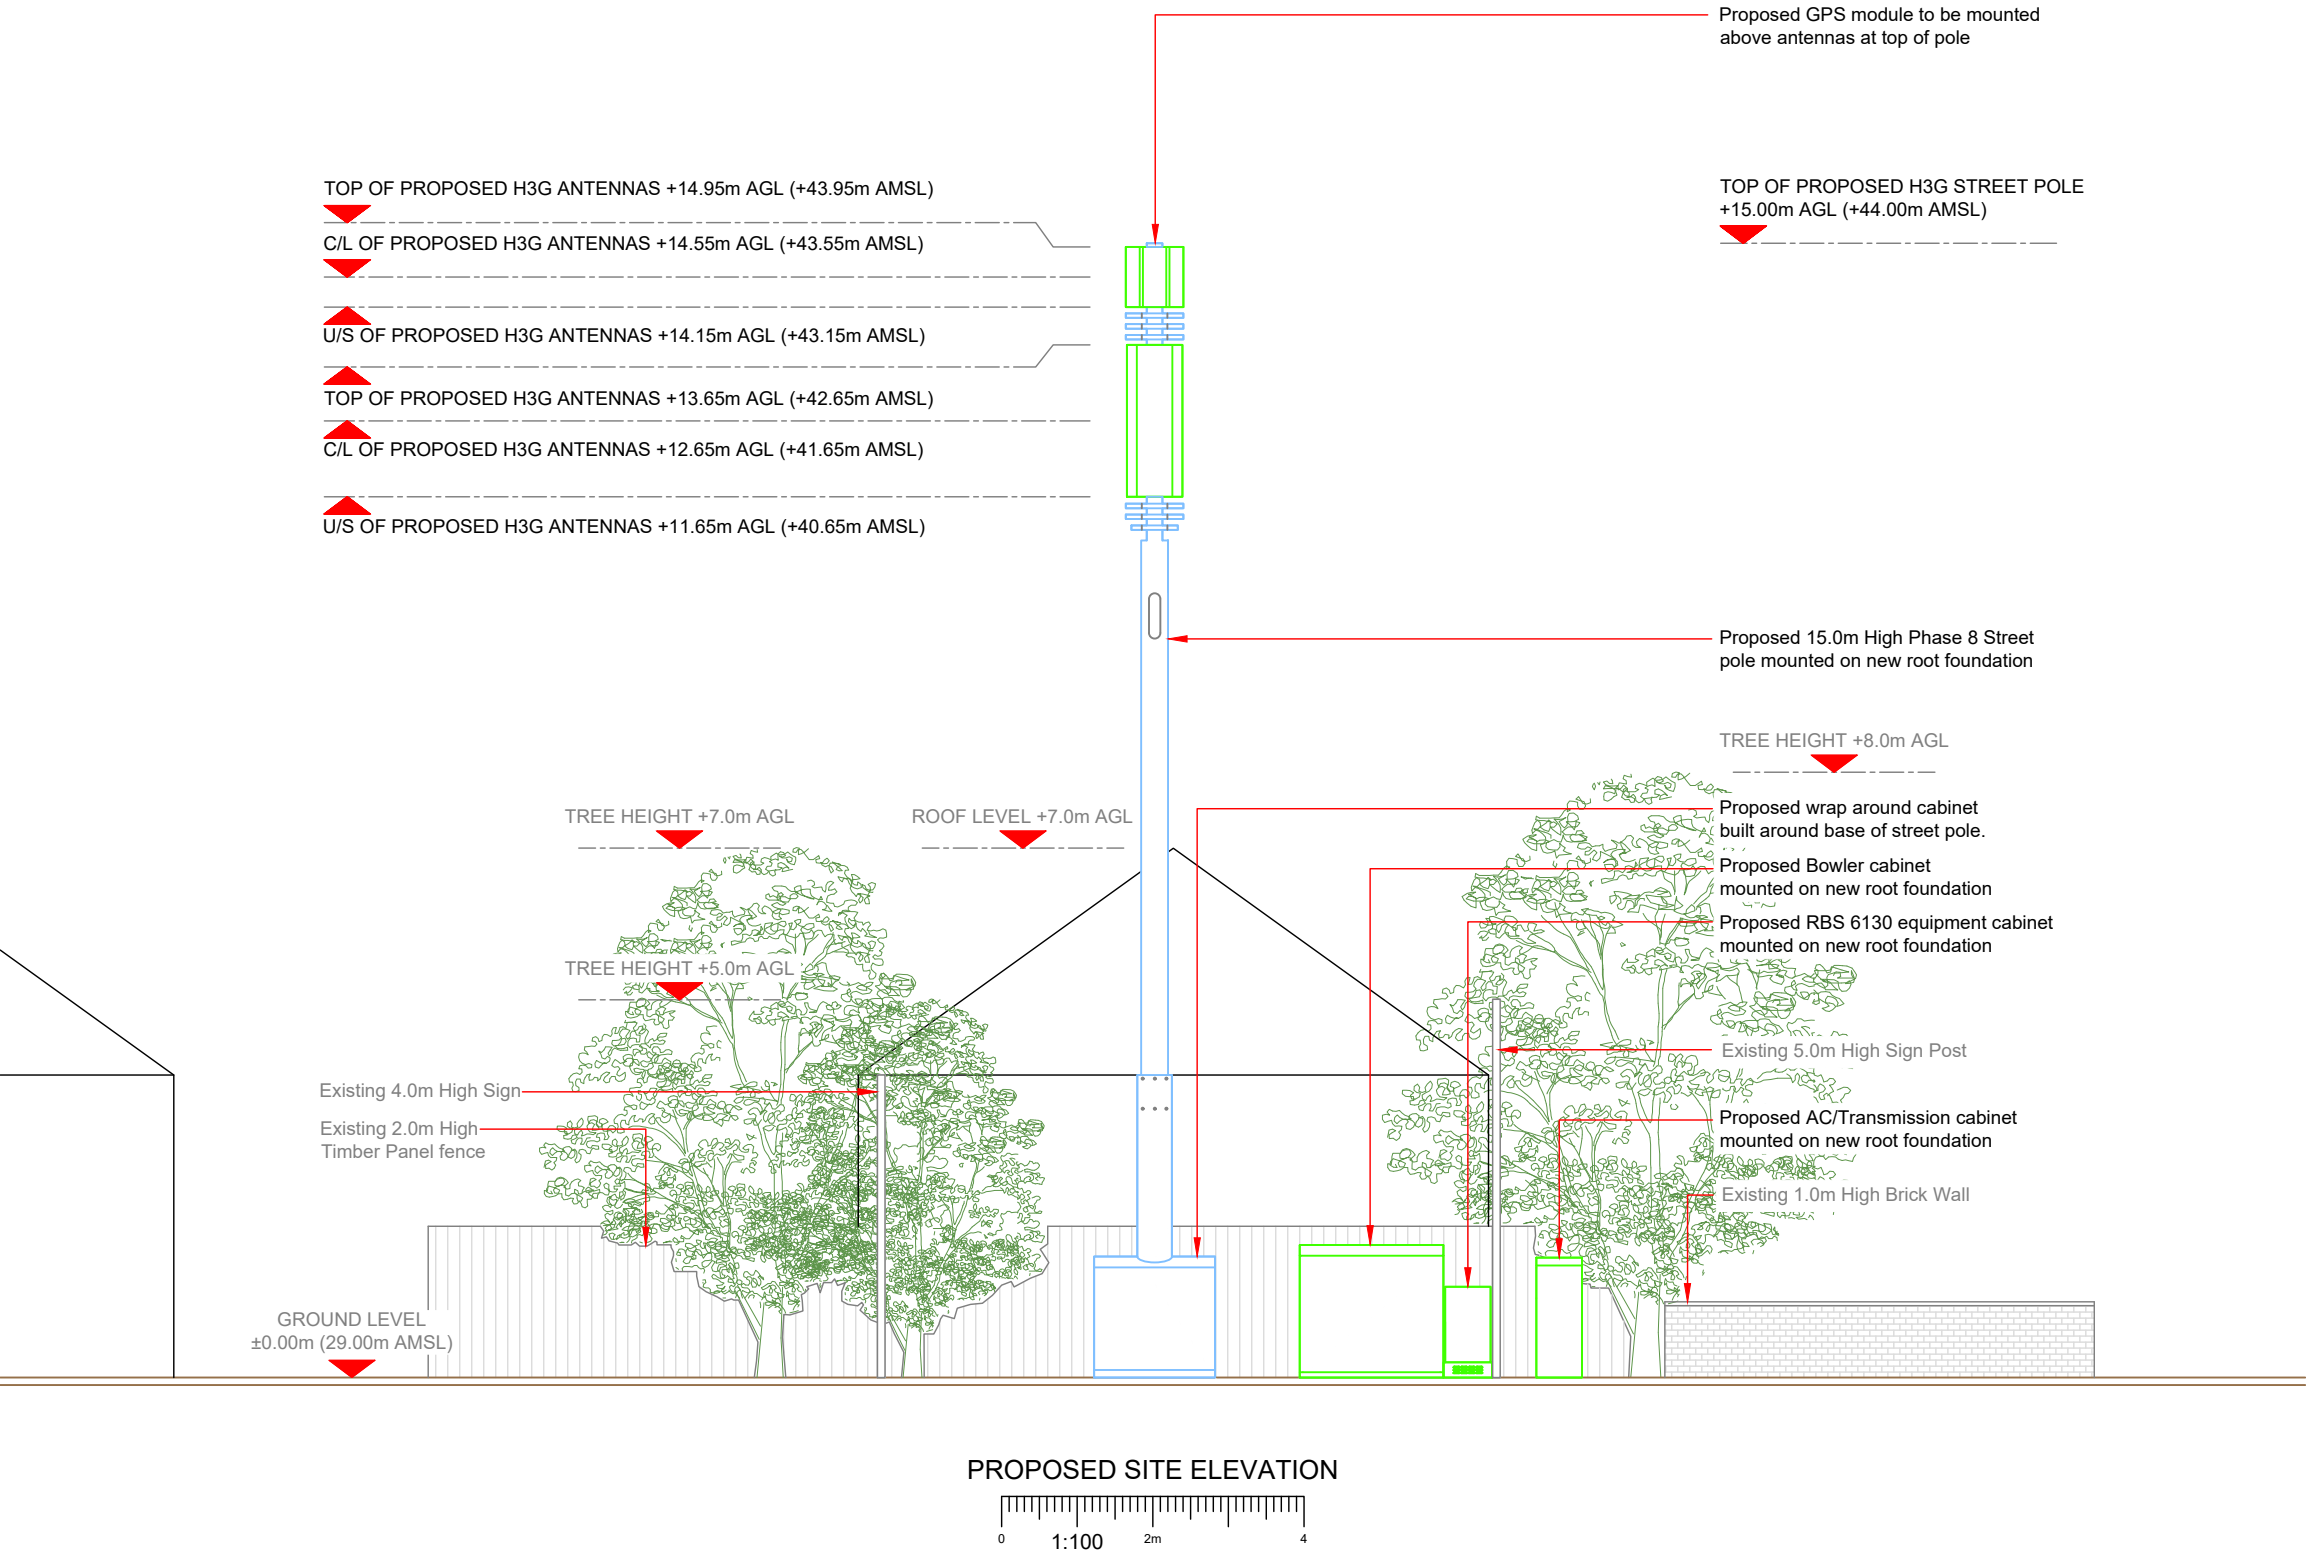 Proposed GPS module to be mounted
above antennas at top of pole
TOP OF PROPOSED H3G ANTENNAS +14.95m AGL (+43.95m AMSL)
TOP OF PROPOSED H3G STREET POLE
+15.00m AGL (+44.00m AMSL)
C/L OF PROPOSED H3G ANTENNAS +14.55m AGL (+43.55m AMSL)
U/S OF PROPOSED H3G ANTENNAS +14.15m AGL (+43.15m AMSL)
TOP OF PROPOSED H3G ANTENNAS +13.65m AGL (+42.65m AMSL)
C/L OF PROPOSED H3G ANTENNAS +12.65m AGL (+41.65m AMSL)
U/S OF PROPOSED H3G ANTENNAS +11.65m AGL (+40.65m AMSL)
Proposed 15.0m High Phase 8 Street
pole mounted on new root foundation
TREE HEIGHT +8.0m AGL
TREE HEIGHT +7.0m AGL
ROOF LEVEL +7.0m AGL
Proposed wrap around cabinet
built around base of street pole.
Proposed Bowler cabinet
mounted on new root foundation
Proposed RBS 6130 equipment cabinet
mounted on new root foundation
TREE HEIGHT +5.0m AGL
Existing 5.0m High Sign Post
Existing 4.0m High Sign
Existing 2.0m High
Timber Panel fence
Proposed AC/Transmission cabinet
mounted on new root foundation
Existing 1.0m High Brick Wall
GROUND LEVEL
±0.00m (29.00m AMSL)
PROPOSED SITE ELEVATION
0 1:100 2m 4